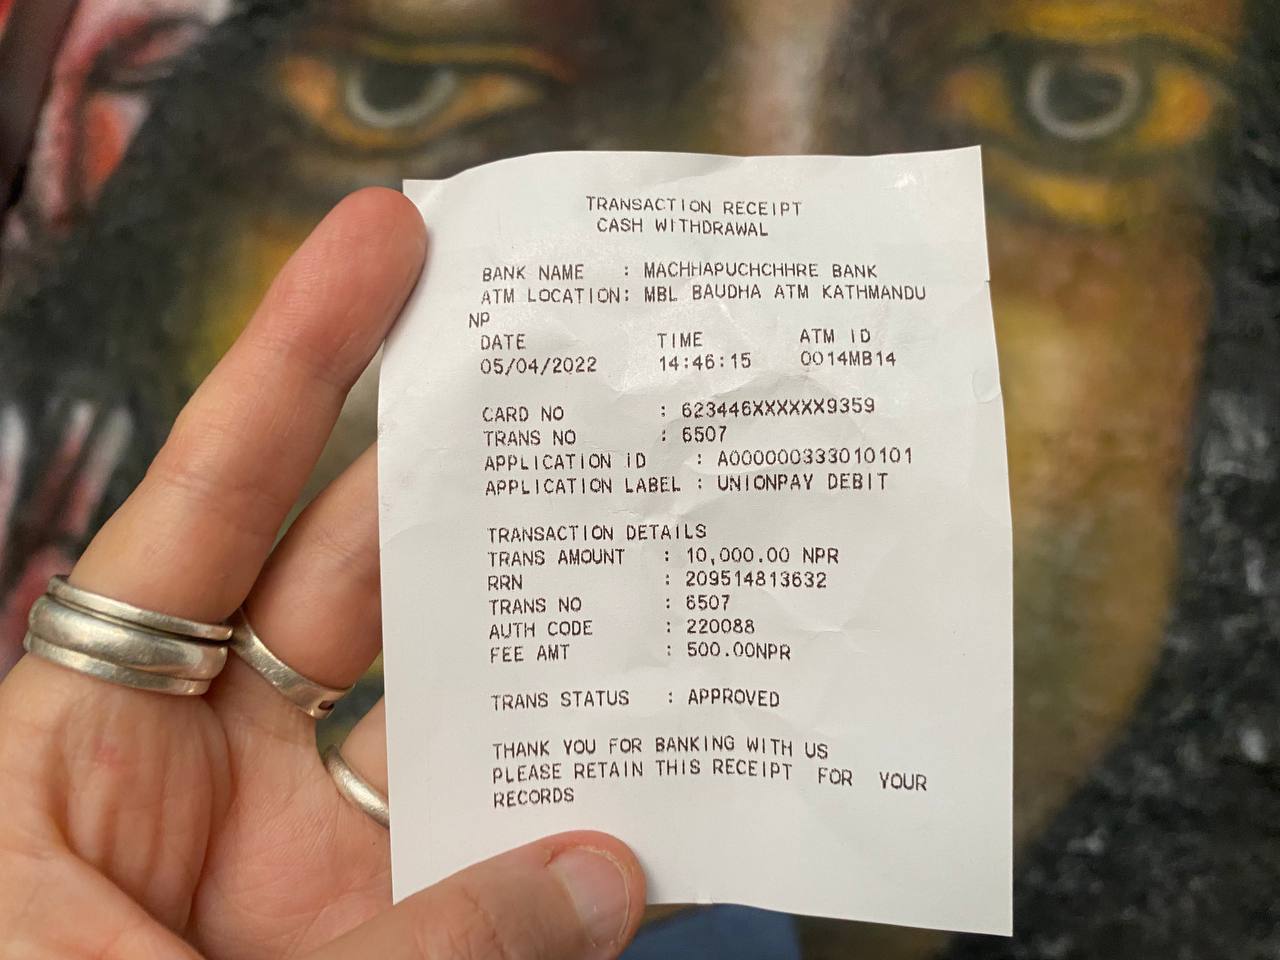 TRANSACTION RECEIPT
CASH WITHDRAWAL
BANK NAME : MACHHAPUCHCHHRE BANK
ATM LOCATION: MBL BAUDHA ATM KATHMANDU
NP
DATE TIME ATM ID
05/04/2022 14:46:15 0014MB14
CARD NO : 623446XXXXXX9359
TRANS NO : 6507
APPLICATION ID : A000000333010101
APPLICATION LABEL : UNIONPAY DEBIT
TRANSACTION DETAILS
TRANS AMOUNT : 10,000.00 NPR
RRN : 209514813632
TRANS NO : 6507
AUTH CODE : 220088
FEE AMT : 500.00NPR
TRANS STATUS : APPROVED
THANK YOU FOR BANKING WITH US
PLEASE RETAIN THIS RECEIPT FOR YOUR
RECORDS